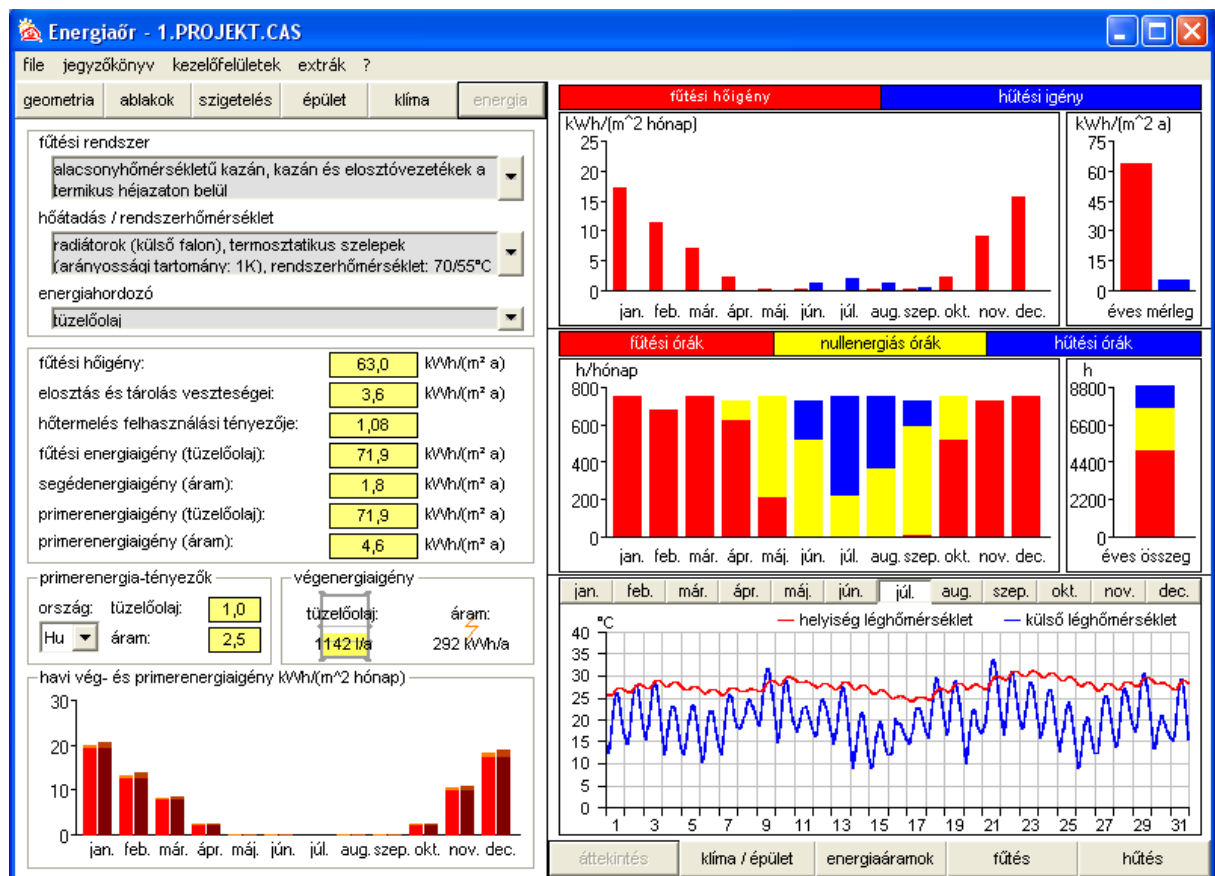 Energiaőr - 1.PROJEKT.CAS
file jegyzőkönyv kezelőfelületek extrák ?
geometria ablakok szigetelés épület klíma energia
fűtési rendszer
alacsonyhőmérsékletű kazán, kazán és elosztóvezetékek a
termikus héjazaton belül
hőátadás / rendszerhőmérséklet
radiátorok (külső falon), termosztatikus szelepek
(arányossági tartomány: 1K), rendszerhőmérséklet: 70/55°C
energiahordozó
tüzelőolaj
fűtési hőigény: 63,0 kWh/(m² a)
elosztás és tárolás veszteségei: 3,6 kWh/(m² a)
hőtermelés felhasználási tényezője: 1,08
fűtési energiaigény (tüzelőolaj): 71,9 kWh/(m² a)
segédenergiaigény (áram): 1,8 kWh/(m² a)
primerenergiaigény (tüzelőolaj): 71,9 kWh/(m² a)
primerenergiaigény (áram): 4,6 kWh/(m² a)
primerenergia-tényezők
ország: tüzelőolaj: 1,0
Hu áram: 2,5
végenergiaigény
tüzelőolaj: áram:
1142 l/a 292 kWh/a
havi vég- és primerenergiaigény kWh/(m^2 hónap)
30
20
10
0
jan. feb. már. ápr. máj. jún. júl. aug. szep. okt. nov. dec.
fűtési hőigény hűtési igény
kWh/(m^2 hónap)
25
20
15
10
5
0
jan. feb. már. ápr. máj. jún. júl. aug. szep. okt. nov. dec.
kWh/(m^2 a)
75
60
45
30
15
0
éves mérleg
fűtési órák nullenergiás órák hűtési órák
h/hónap
800
600
400
200
0
jan. feb. már. ápr. máj. jún. júl. aug. szep. okt. nov. dec.
h
8800
6600
4400
2200
0
éves összeg
jan. feb. már. ápr. máj. jún. júl. aug. szep. okt. nov. dec.
°C helyiség léghőmérséklet külső léghőmérséklet
40
35
30
25
20
15
10
5
0
1 3 5 7 9 11 13 15 17 19 21 23 25 27 29 31
áttekintés klíma / épület energiaáramok fűtés hűtés